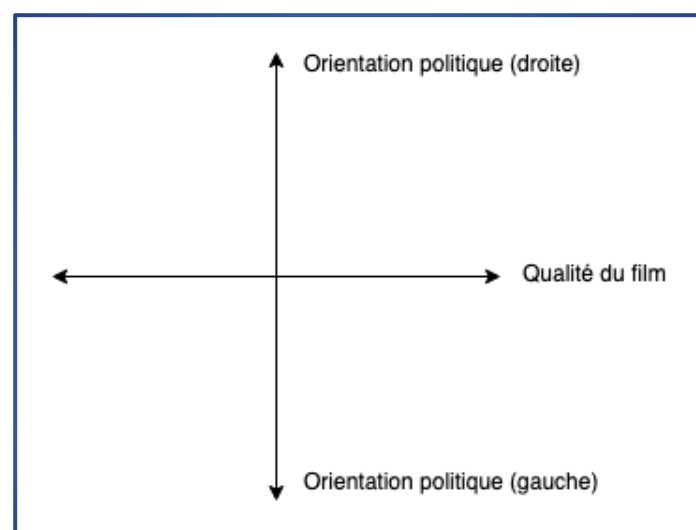 Orientation politique (droite)
Qualité du film
Orientation politique (gauche)